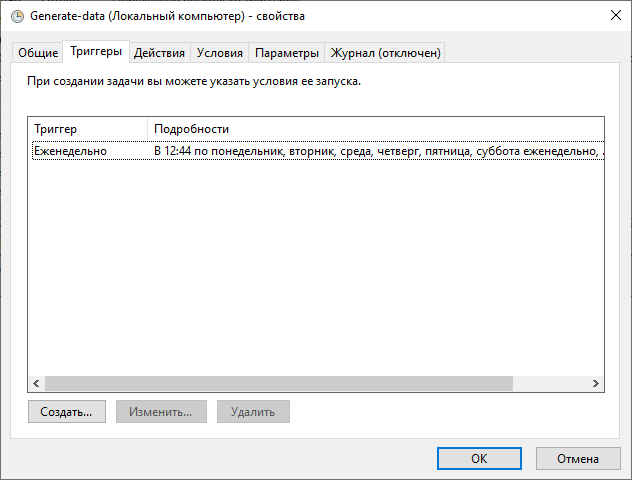 Generate-data (Локальный компьютер) - свойства
Общие Триггеры Действия Условия Параметры Журнал (отключен)
При создании задачи вы можете указать условия ее запуска.
Триггер Подробности
Еженедельно В 12:44 по понедельник, вторник, среда, четверг, пятница, суббота еженедельно, .
Создать... Изменить... Удалить
OK Отмена